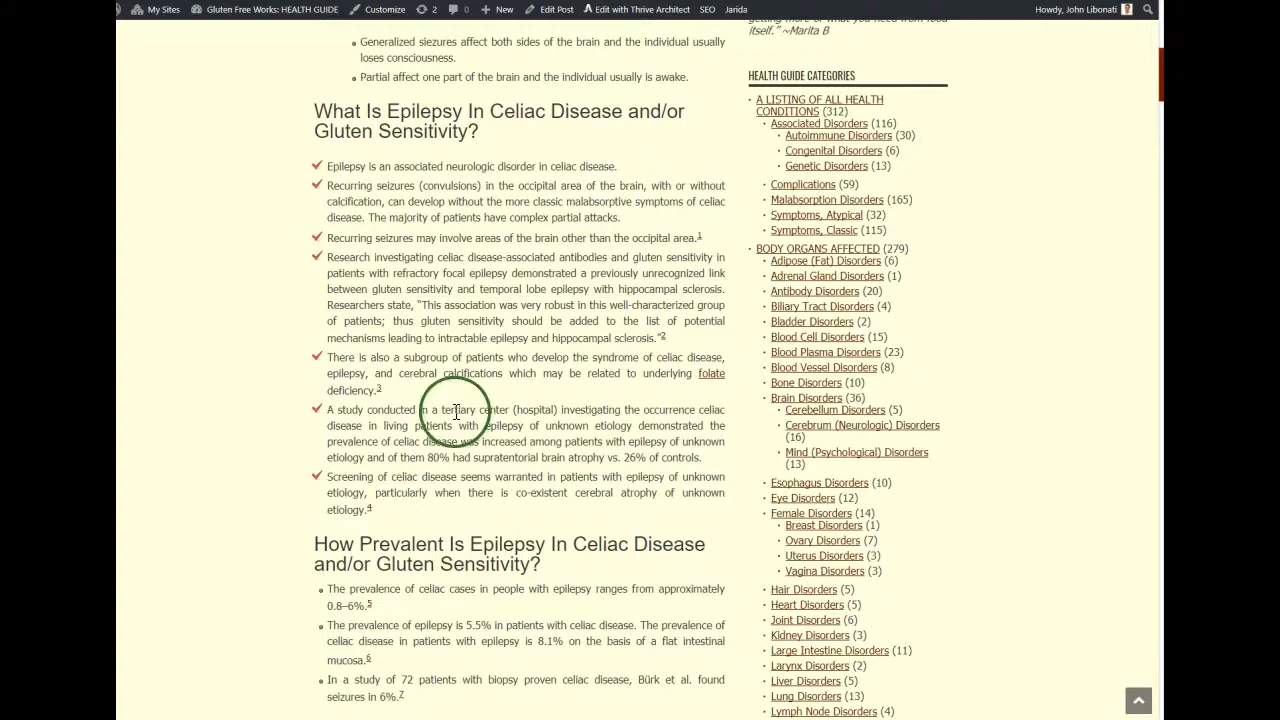 My Sites Gluten Free Works: HEALTH GUIDE Customize 2 0 New Edit Post Edit with Thrive Architect SEO Jarida Howdy, John Libonati
getting more of what you need from food
itself." ~Marita B
Generalized siezures affect both sides of the brain and the individual usually
loses consciousness.
Partial affect one part of the brain and the individual usually is awake.
What Is Epilepsy In Celiac Disease and/or
Gluten Sensitivity?
Epilepsy is an associated neurologic disorder in celiac disease.
Recurring seizures (convulsions) in the occipital area of the brain, with or without
calcification, can develop without the more classic malabsorptive symptoms of celiac
disease. The majority of patients have complex partial attacks.
Recurring seizures may involve areas of the brain other than the occipital area.1
Research investigating celiac disease-associated antibodies and gluten sensitivity in
patients with refractory focal epilepsy demonstrated a previously unrecognized link
between gluten sensitivity and temporal lobe epilepsy with hippocampal sclerosis.
Researchers state, "This association was very robust in this well-characterized group
of patients; thus gluten sensitivity should be added to the list of potential
mechanisms leading to intractable epilepsy and hippocampal sclerosis."2
There is also a subgroup of patients who develop the syndrome of celiac disease,
epilepsy, and cerebral calcifications which may be related to underlying folate
deficiency.3
A study conducted in a tertiary center (hospital) investigating the occurrence celiac
disease in living patients with epilepsy of unknown etiology demonstrated the
prevalence of celiac disease was increased among patients with epilepsy of unknown
etiology and of them 80% had supratentorial brain atrophy vs. 26% of controls.
Screening of celiac disease seems warranted in patients with epilepsy of unknown
etiology, particularly when there is co-existent cerebral atrophy of unknown
etiology.4
How Prevalent Is Epilepsy In Celiac Disease
and/or Gluten Sensitivity?
The prevalence of celiac cases in people with epilepsy ranges from approximately
0.8–6%.5
The prevalence of epilepsy is 5.5% in patients with celiac disease. The prevalence of
celiac disease in patients with epilepsy is 8.1% on the basis of a flat intestinal
mucosa.6
In a study of 72 patients with biopsy proven celiac disease, Bürk et al. found
seizures in 6%.7
HEALTH GUIDE CATEGORIES
A LISTING OF ALL HEALTH
CONDITIONS (312)
Associated Disorders (116)
Autoimmune Disorders (30)
Congenital Disorders (6)
Genetic Disorders (13)
Complications (59)
Malabsorption Disorders (165)
Symptoms, Atypical (32)
Symptoms, Classic (115)
BODY ORGANS AFFECTED (279)
Adipose (Fat) Disorders (6)
Adrenal Gland Disorders (1)
Antibody Disorders (20)
Biliary Tract Disorders (4)
Bladder Disorders (2)
Blood Cell Disorders (15)
Blood Plasma Disorders (23)
Blood Vessel Disorders (8)
Bone Disorders (10)
Brain Disorders (36)
Cerebellum Disorders (5)
Cerebrum (Neurologic) Disorders
(16)
Mind (Psychological) Disorders
(13)
Esophagus Disorders (10)
Eye Disorders (12)
Female Disorders (14)
Breast Disorders (1)
Ovary Disorders (7)
Uterus Disorders (3)
Vagina Disorders (3)
Hair Disorders (5)
Heart Disorders (5)
Joint Disorders (6)
Kidney Disorders (3)
Large Intestine Disorders (11)
Larynx Disorders (2)
Liver Disorders (5)
Lung Disorders (13)
Lymph Node Disorders (4)